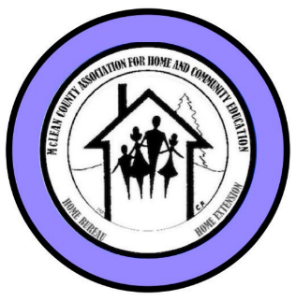 McLEAN COUNTY ASSOCIATION FOR HOME AND COMMUNITY EDUCATION
HOME BUREAU
HOME EXTENSION
C.R.